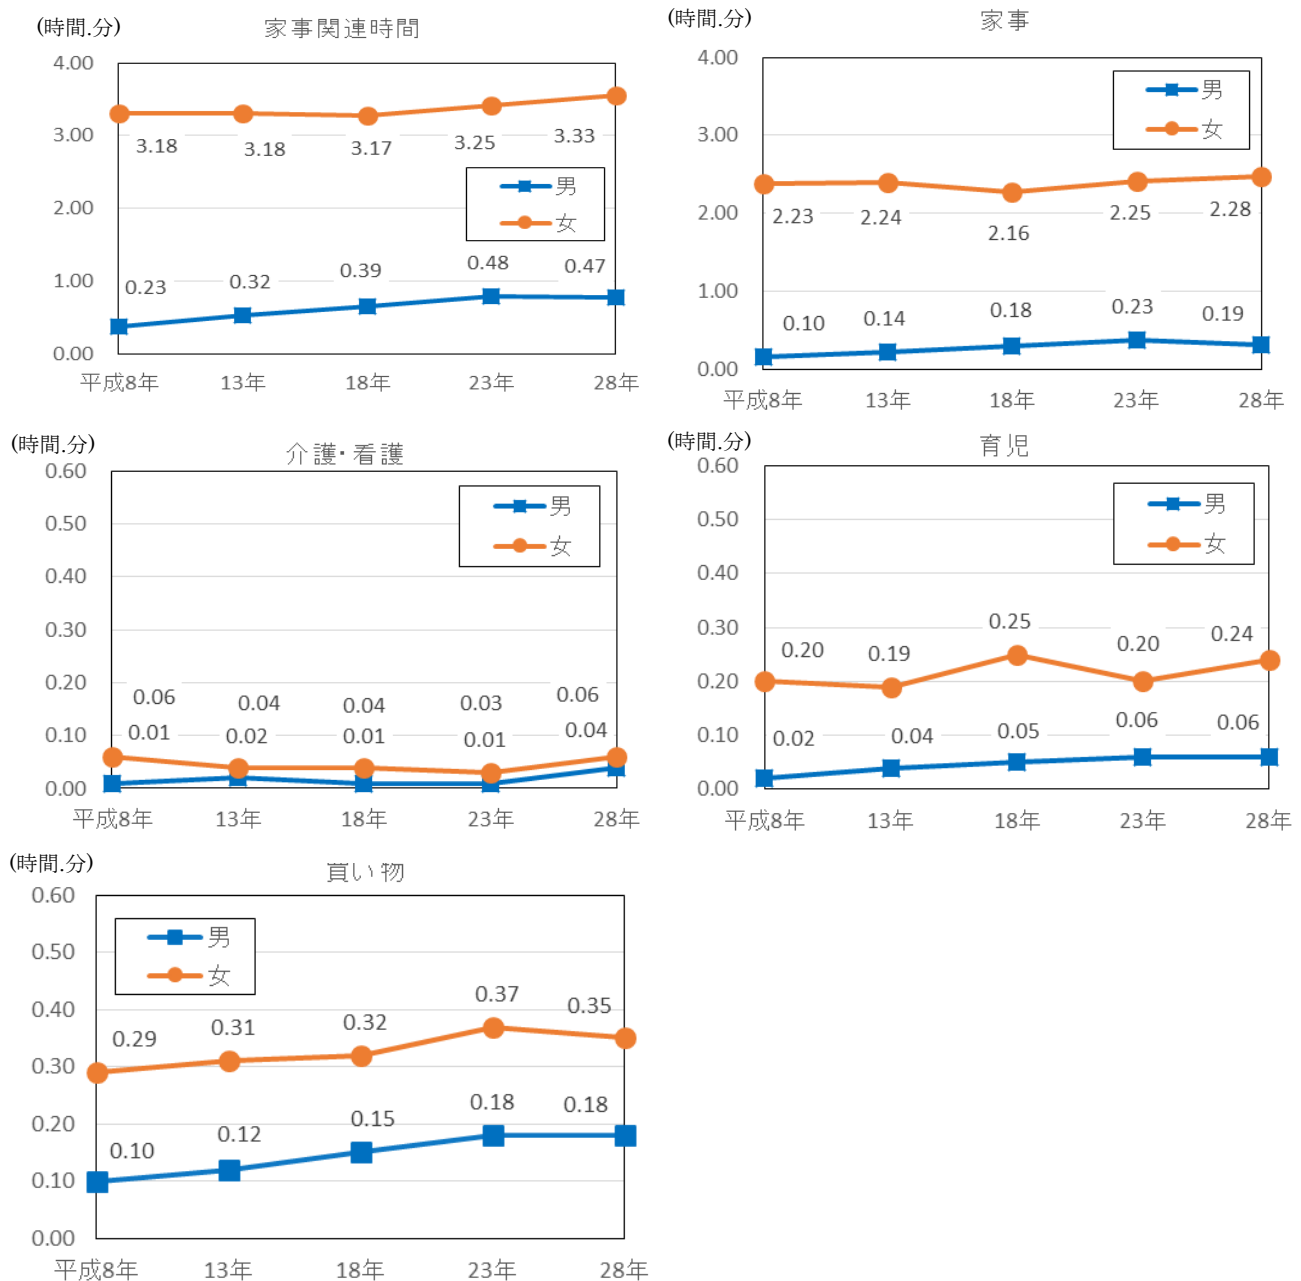 (時間.分)
家事関連時間
4.00
3.00
2.00
1.00
0.00
3.18 3.18 3.17 3.25 3.33
男
女
0.23 0.32 0.39 0.48 0.47
平成8年 13年 18年 23年 28年
(時間.分)
家事
4.00
3.00
2.00
1.00
0.00
男
女
2.23 2.24 2.16 2.25 2.28
0.10 0.14 0.18 0.23 0.19
平成8年 13年 18年 23年 28年
(時間.分)
介護・看護
0.60
0.50
0.40
0.30
0.20
0.10
0.00
男
女
0.06 0.04 0.04 0.03 0.06
0.01 0.02 0.01 0.01 0.04
平成8年 13年 18年 23年 28年
(時間.分)
育児
0.60
0.50
0.40
0.30
0.20
0.10
0.00
男
女
0.20 0.19 0.25 0.20 0.24
0.02 0.04 0.05 0.06 0.06
平成8年 13年 18年 23年 28年
(時間.分)
買い物
0.60
0.50
0.40
0.30
0.20
0.10
0.00
男
女
0.29 0.31 0.32 0.37 0.35
0.10 0.12 0.15 0.18 0.18
平成8年 13年 18年 23年 28年